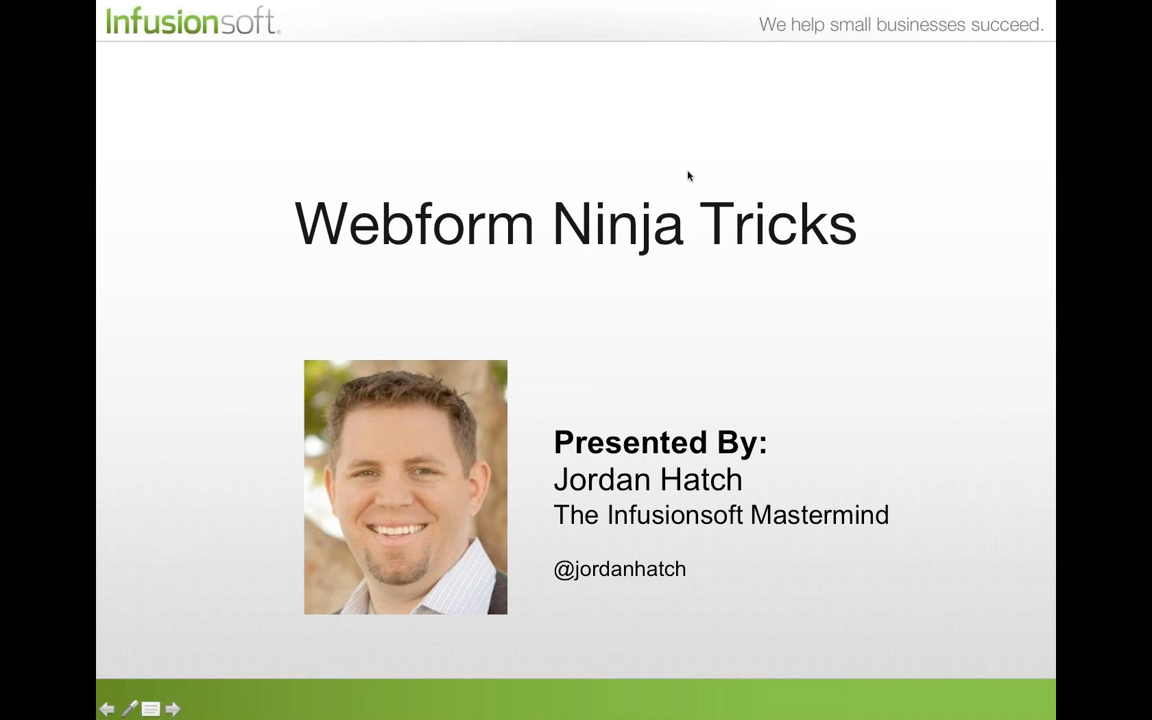 Infusionsoft.
We help small businesses succeed.
Webform Ninja Tricks
Presented By:
Jordan Hatch
The Infusionsoft Mastermind
@jordanhatch